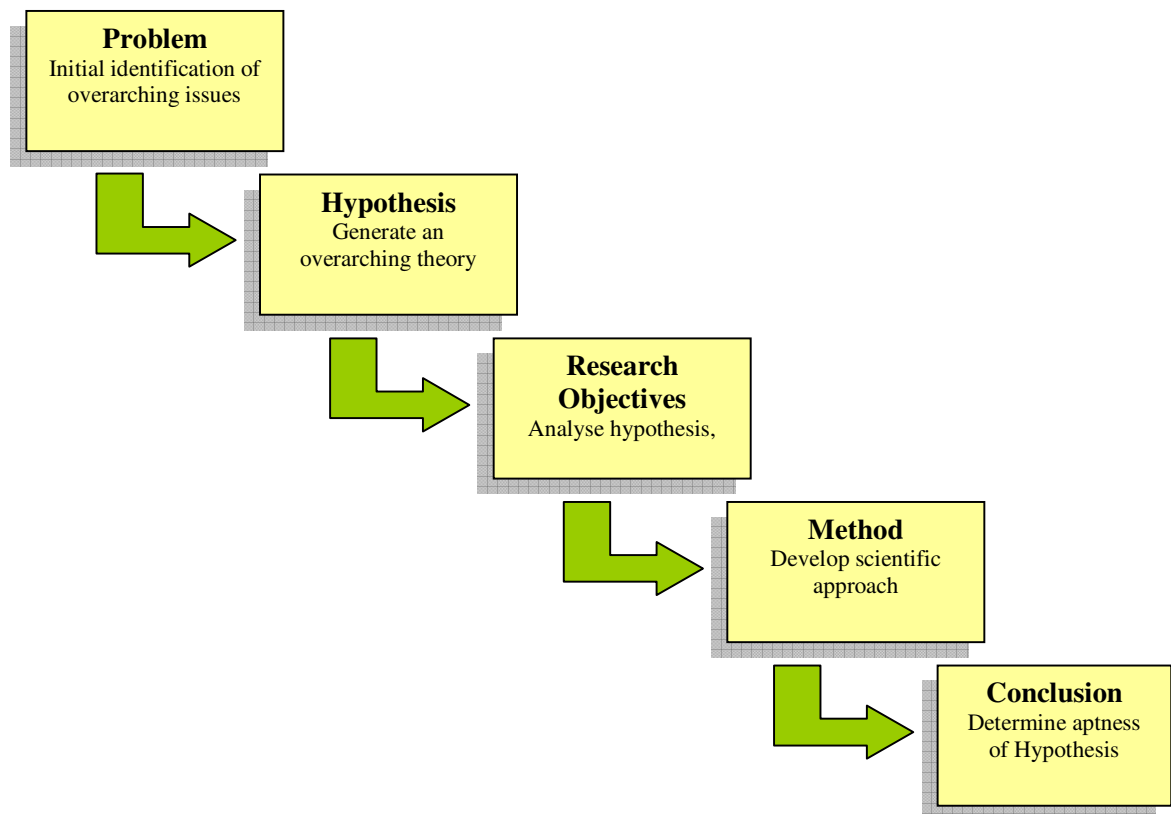 Problem
Initial identification of
overarching issues
Hypothesis
Generate an
overarching theory
Research
Objectives
Analyse hypothesis,
Method
Develop scientific
approach
Conclusion
Determine aptness
of Hypothesis